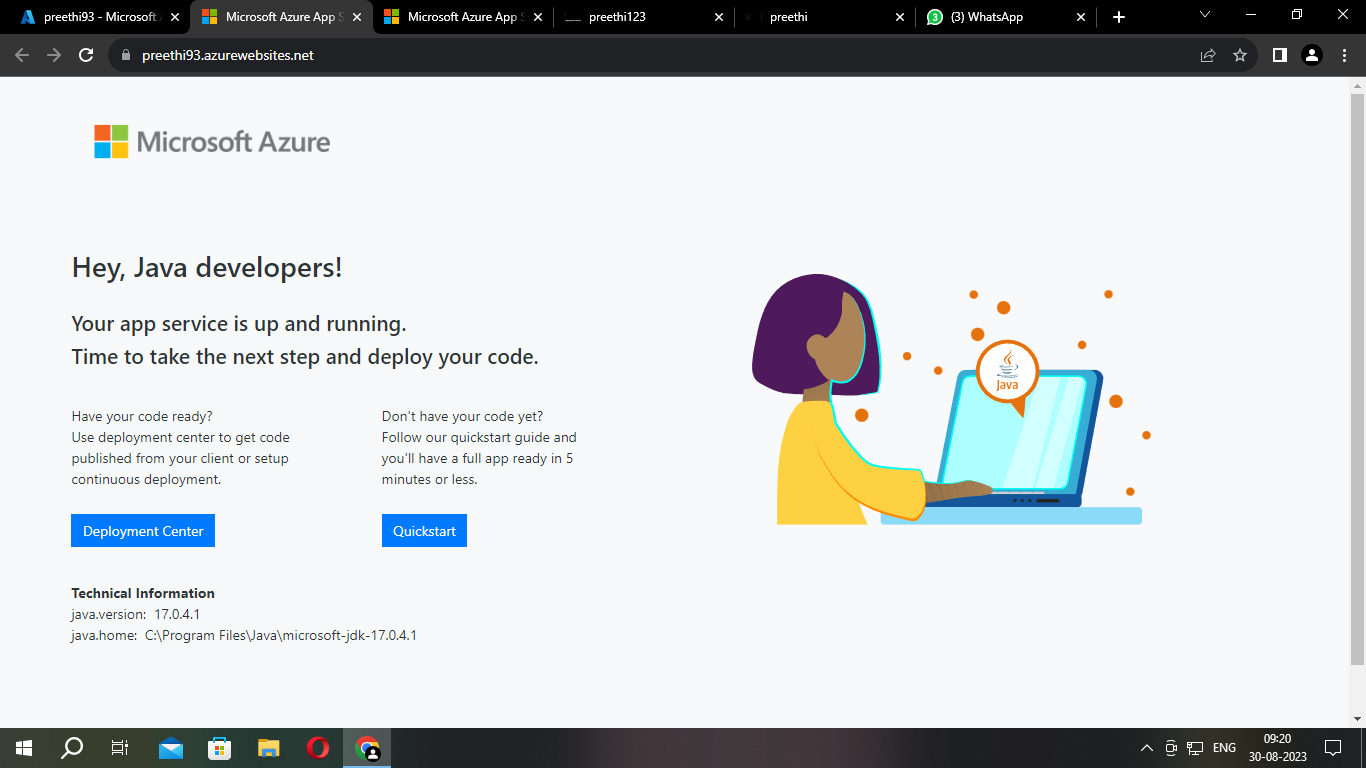 preethi93 - Microsoft A
Microsoft Azure App S
Microsoft Azure App S
preethi123
preethi
3
(3) WhatsApp
preethi93.azurewebsites.net
Microsoft Azure
Hey, Java developers!
Your app service is up and running.
Time to take the next step and deploy your code.
Have your code ready?
Use deployment center to get code
published from your client or setup
continuous deployment.
Deployment Center
Don't have your code yet?
Follow our quickstart guide and
you'll have a full app ready in 5
minutes or less.
Quickstart
Java
Technical Information
java.version: 17.0.4.1
java.home: C:\Program Files\Java\microsoft-jdk-17.0.4.1
ENG
09:20
30-08-2023